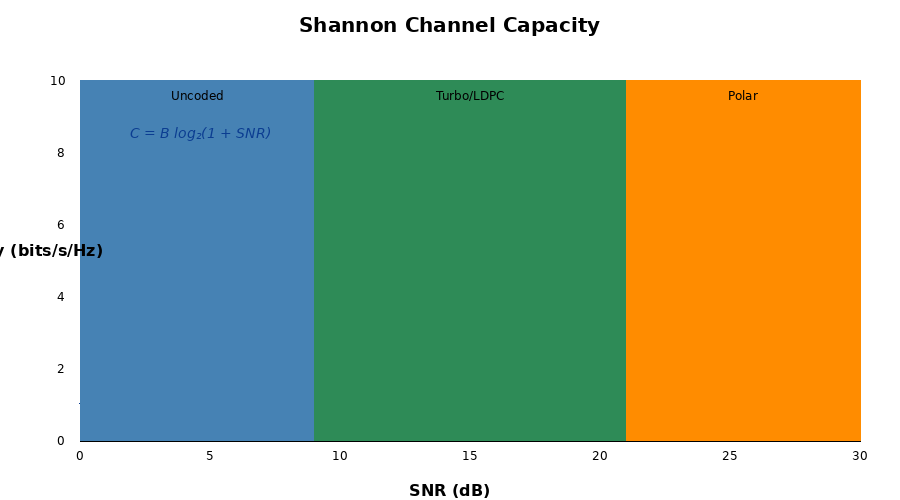 Shannon Channel Capacity
10
Uncoded
Turbo/LDPC
Polar
C = B log₂(1 + SNR)
8
6
(bits/s/Hz)
4
2
0
0 5 10 15 20 25 30
SNR (dB)